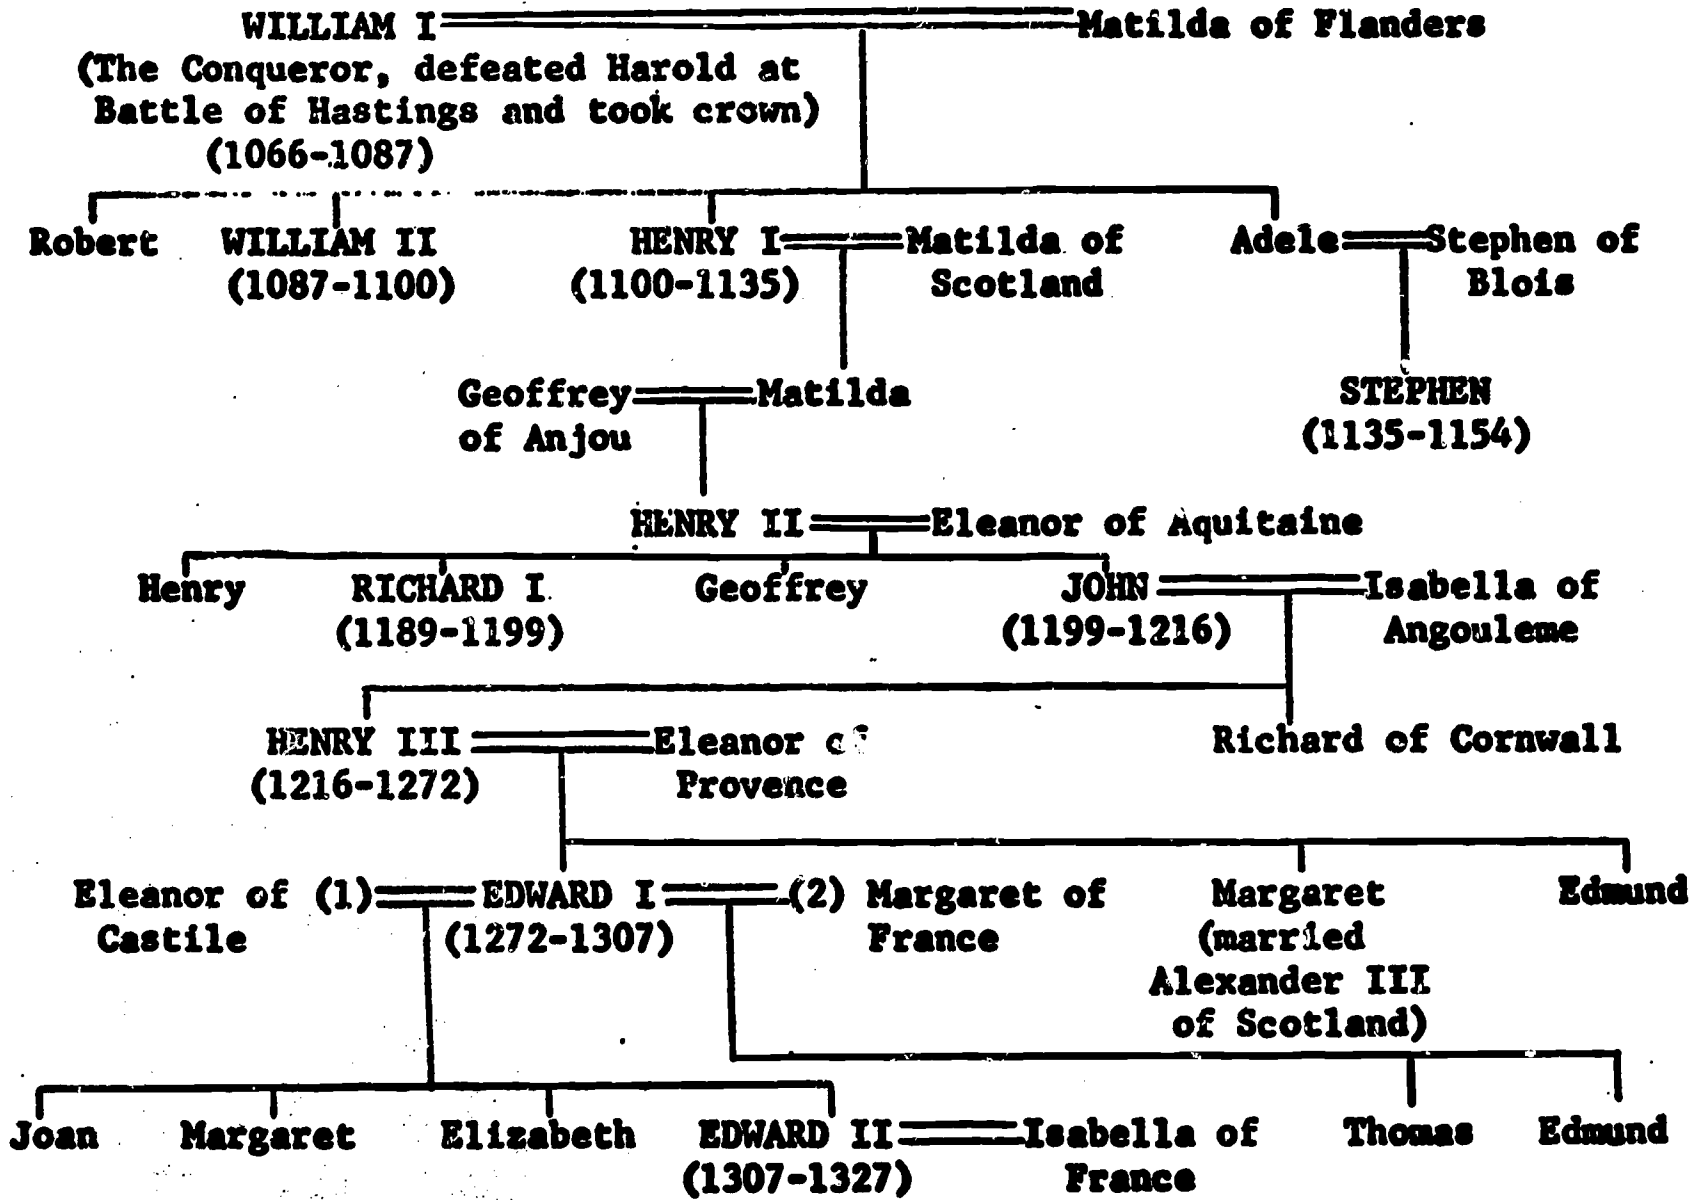 WILLIAM I Matilda of Flanders
(The Conqueror, defeated Harold at
Battle of Hastings and took crown)
(1066-1087)
Robert WILLIAM II HENRY I Matilda of Adele Stephen of
(1087-1100) (1100-1135) Scotland Blois
Geoffrey Matilda STEPHEN
of Anjou (1135-1154)
HENRY II Eleanor of Aquitaine
Henry RICHARD I Geoffrey JOHN Isabella of
(1189-1199) (1199-1216) Angouleme
HENRY III Eleanor of Richard of Cornwall
(1216-1272) Provence
Eleanor of (1) EDWARD I (2) Margaret of Margaret Edmund
Castile (1272-1307) France (married
Alexander III
of Scotland)
Joan Margaret Elizabeth EDWARD II Isabella of Thomas Edmund
(1307-1327) France